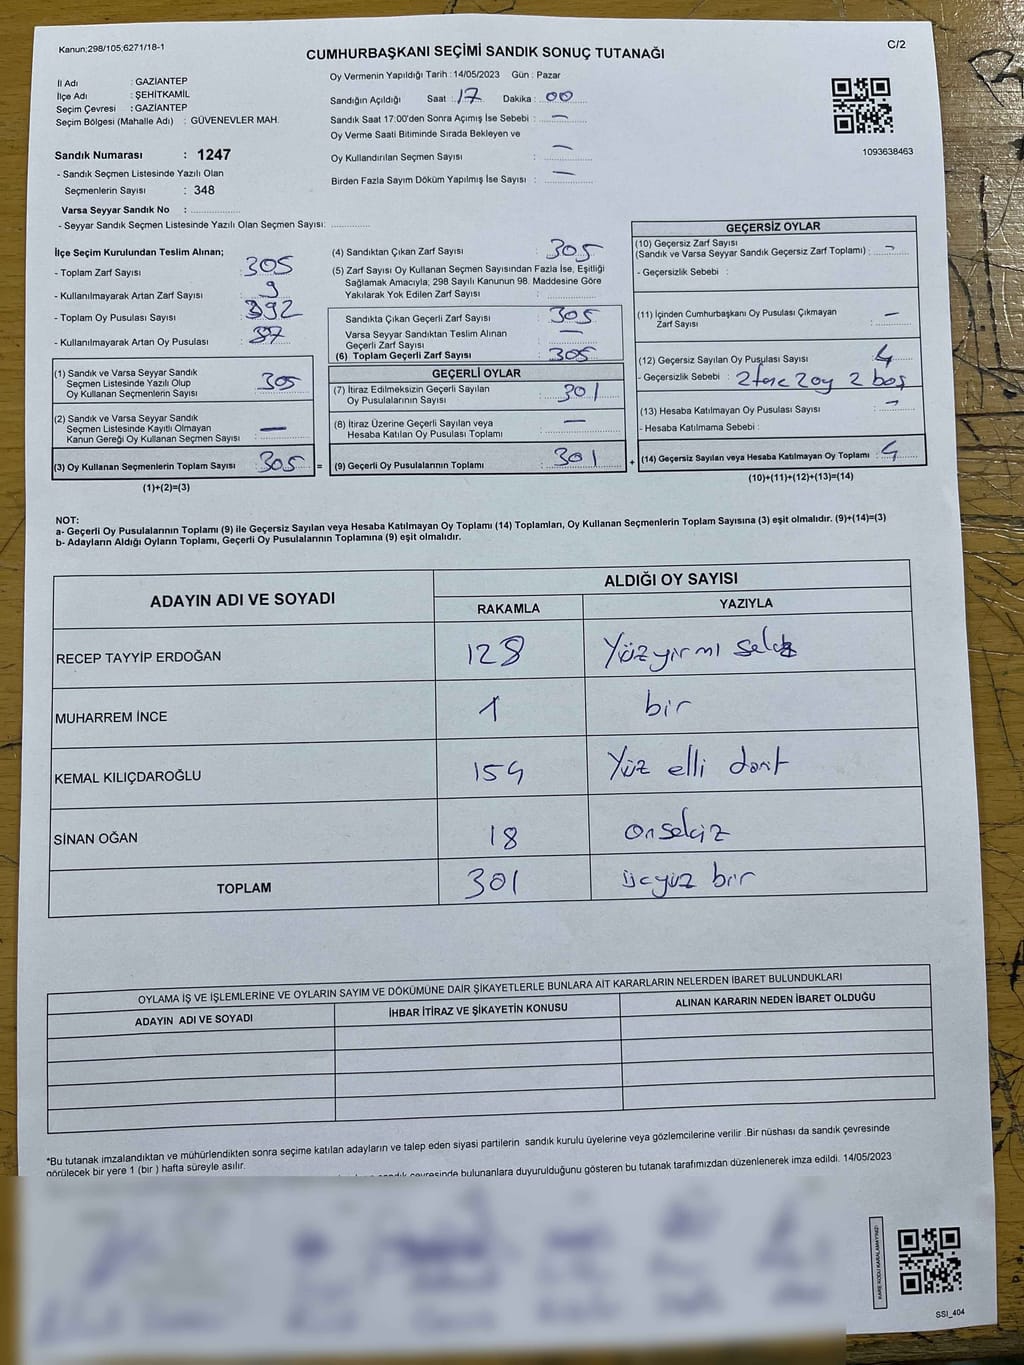 Kanun;298/105;6271/18-1
C/2
CUMHURBAŞKANI SEÇİMİ SANDIK SONUÇ TUTANAĞI
İl Adı : GAZİANTEP
İlçe Adı : ŞEHİTKAMİL
Seçim Çevresi : GAZİANTEP
Seçim Bölgesi (Mahalle Adı) : GÜVENEVLER MAH.
Sandık Numarası : 1247
- Sandık Seçmen Listesinde Yazılı Olan
Seçmenlerin Sayısı : 348
Varsa Seyyar Sandık No :
- Seyyar Sandık Seçmen Listesinde Yazılı Olan Seçmen Sayısı:
Oy Vermenin Yapıldığı Tarih : 14/05/2023 Gün : Pazar
Sandığın Açıldığı Saat : 17 Dakika : 00
Sandık Saat 17:00'den Sonra Açımış İse Sebebi : —
Oy Verme Saati Bitiminde Sırada Bekleyen ve
Oy Kullandırılan Seçmen Sayısı : —
Birden Fazla Sayım Döküm Yapılmış İse Sayısı : —
1093638463
İlçe Seçim Kurulundan Teslim Alınan;
- Toplam Zarf Sayısı : 305
- Kullanılmayarak Artan Zarf Sayısı : 9
- Toplam Oy Pusulası Sayısı : 392
- Kullanılmayarak Artan Oy Pusulası : 87
(1) Sandık ve Varsa Seyyar Sandık
Seçmen Listesinde Yazılı Olup
Oy Kullanan Seçmenlerin Sayısı : 305
(2) Sandık ve Varsa Seyyar Sandık
Seçmen Listesinde Kayıtlı Olmayan
Kanun Gereği Oy Kullanan Seçmen Sayısı : —
(3) Oy Kullanan Seçmenlerin Toplam Sayısı : 305 =
(1)+(2)=(3)
(4) Sandıktan Çıkan Zarf Sayısı : 305
(5) Zarf Sayısı Oy Kullanan Seçmen Sayısından Fazla İse, Eşitliği
Sağlamak Amacıyla; 298 Sayılı Kanunun 98. Maddesine Göre
Yakılarak Yok Edilen Zarf Sayısı :
Sandıkta Çıkan Geçerli Zarf Sayısı : 305
Varsa Seyyar Sandıktan Teslim Alınan
Geçerli Zarf Sayısı : —
(6) Toplam Geçerli Zarf Sayısı : 305
GEÇERLİ OYLAR
(7) İtiraz Edilmeksizin Geçerli Sayılan
Oy Pusulalarının Sayısı : 301
(8) İtiraz Üzerine Geçerli Sayılan veya
Hesaba Katılan Oy Pusulası Toplamı : —
(9) Geçerli Oy Pusulalarının Toplamı : 301 +
GEÇERSİZ OYLAR
(10) Geçersiz Zarf Sayısı
(Sandık ve Varsa Seyyar Sandık Geçersiz Zarf Toplamı) : —
- Geçersizlik Sebebi :
(11) İçinden Cumhurbaşkanı Oy Pusulası Çıkmayan
Zarf Sayısı : —
(12) Geçersiz Sayılan Oy Pusulası Sayısı : 4
- Geçersizlik Sebebi : 2 oy 2 boş
(13) Hesaba Katılmayan Oy Pusulası Sayısı : —
- Hesaba Katılmama Sebebi :
(14) Geçersiz Sayılan veya Hesaba Katılmayan Oy Toplamı : 4
(10)+(11)+(12)+(13)=(14)
NOT:
a- Geçerli Oy Pusulalarının Toplamı (9) ile Geçersiz Sayılan veya Hesaba Katılmayan Oy Toplamı (14) Toplamları, Oy Kullanan Seçmenlerin Toplam Sayısına (3) eşit olmalıdır. (9)+(14)=(3)
b- Adayların Aldığı Oyların Toplamı, Geçerli Oy Pusulalarının Toplamına (9) eşit olmalıdır.
ADAYIN ADI VE SOYADI
ALDIĞI OY SAYISI
RAKAMLA YAZIYLA
RECEP TAYYİP ERDOĞAN 128 Yüzyirmi sekiz
MUHARREM İNCE 1 bir
KEMAL KILIÇDAROĞLU 154 Yüz elli dört
SİNAN OĞAN 18 onsekiz
TOPLAM 301 üçyüz bir
OYLAMA İŞ VE İŞLEMLERİNE VE OYLARIN SAYIM VE DÖKÜMÜNE DAİR ŞİKAYETLERLE BUNLARA AİT KARARLARIN NELERDEN İBARET BULUNDUKLARI
ADAYIN ADI VE SOYADI İHBAR İTİRAZ VE ŞİKAYETİN KONUSU ALINAN KARARIN NEDEN İBARET OLDUĞU
*Bu tutanak imzalandıktan ve mühürlendikten sonra seçime katılan adayların ve talep eden siyasi partilerin sandık kurulu üyelerine veya gözlemcilerine verilir .Bir nüshası da sandık çevresinde
görülecek bir yere 1 (bir ) hafta süreyle asılır.
sandık çevresinde bulunanlara duyurulduğunu gösteren bu tutanak tarafımızdan düzenlenerek imza edildi. 14/05/2023
KARE KODU KARALAMAYINIZ!
SSI_404